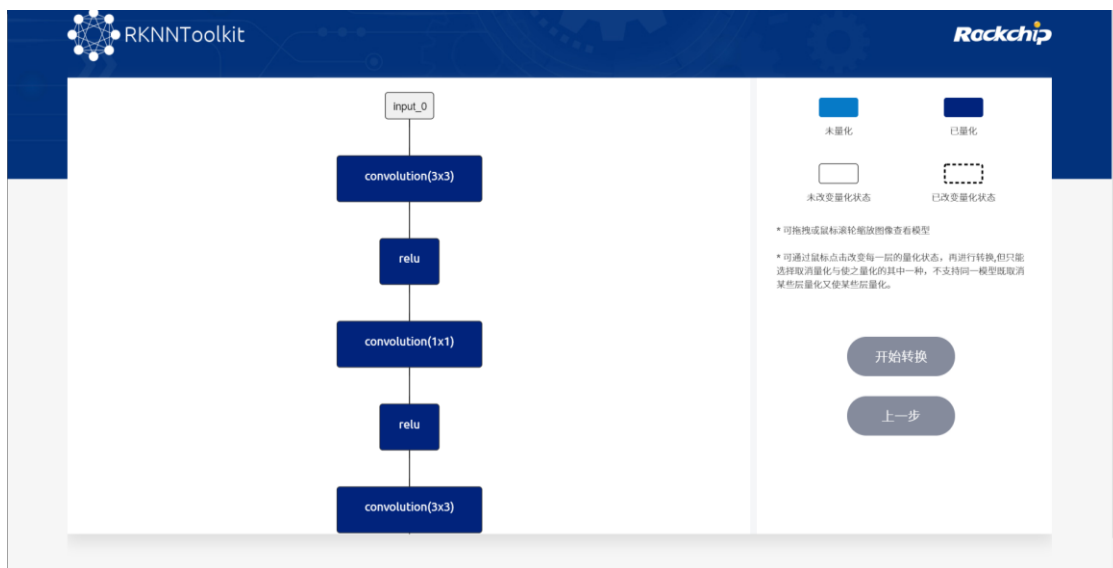 RKNNToolkit
Rockchip
input_0
convolution(3x3)
relu
convolution(1x1)
relu
convolution(3x3)
未量化
已量化
未改变量化状态
已改变量化状态
* 可拖拽或鼠标滚轮缩放图像查看模型
* 可通过鼠标点击改变每一层的量化状态，再进行转换,但只能
选择取消量化与使之量化的其中一种，不支持同一模型既取消
某些层量化又使某些层量化。
开始转换
上一步